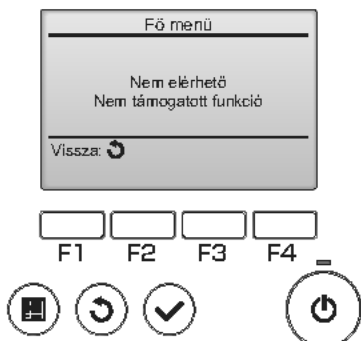 Fő menü
Nem elérhető
Nem támogatott funkció
Vissza:
F1 F2 F3 F4